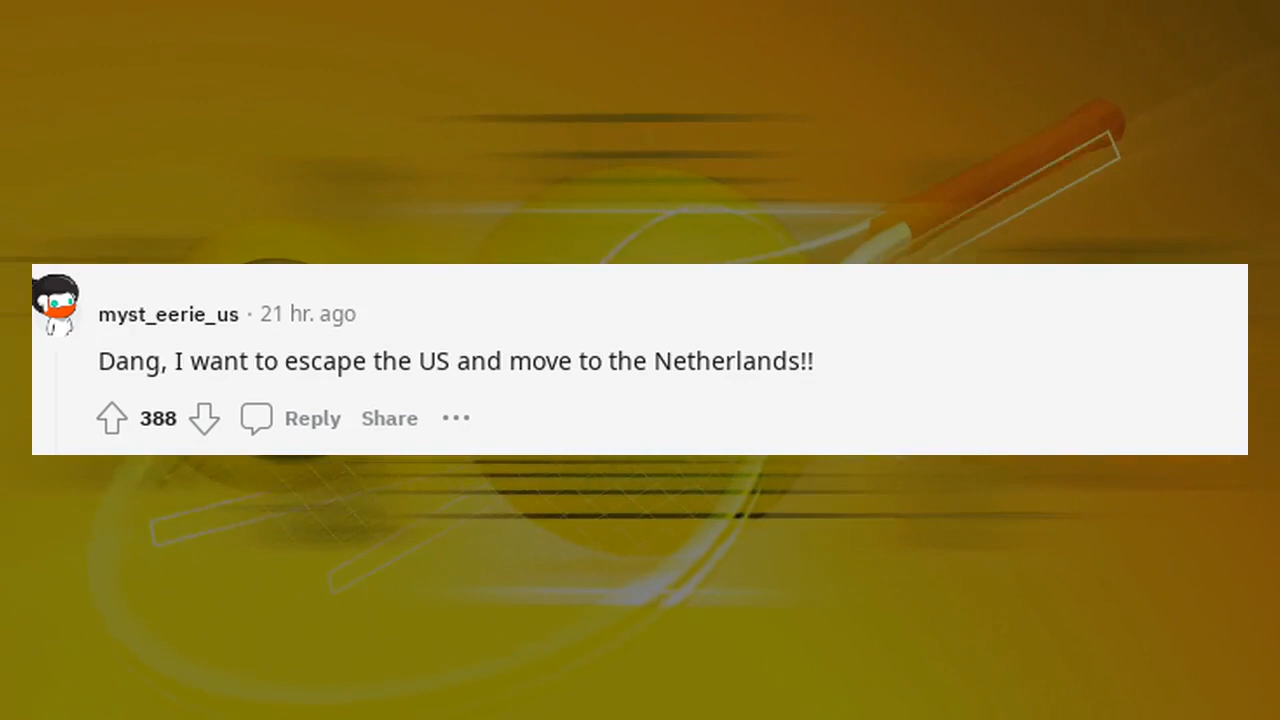 myst_eerie_us · 21 hr. ago
Dang, I want to escape the US and move to the Netherlands!!
388 Reply Share ···